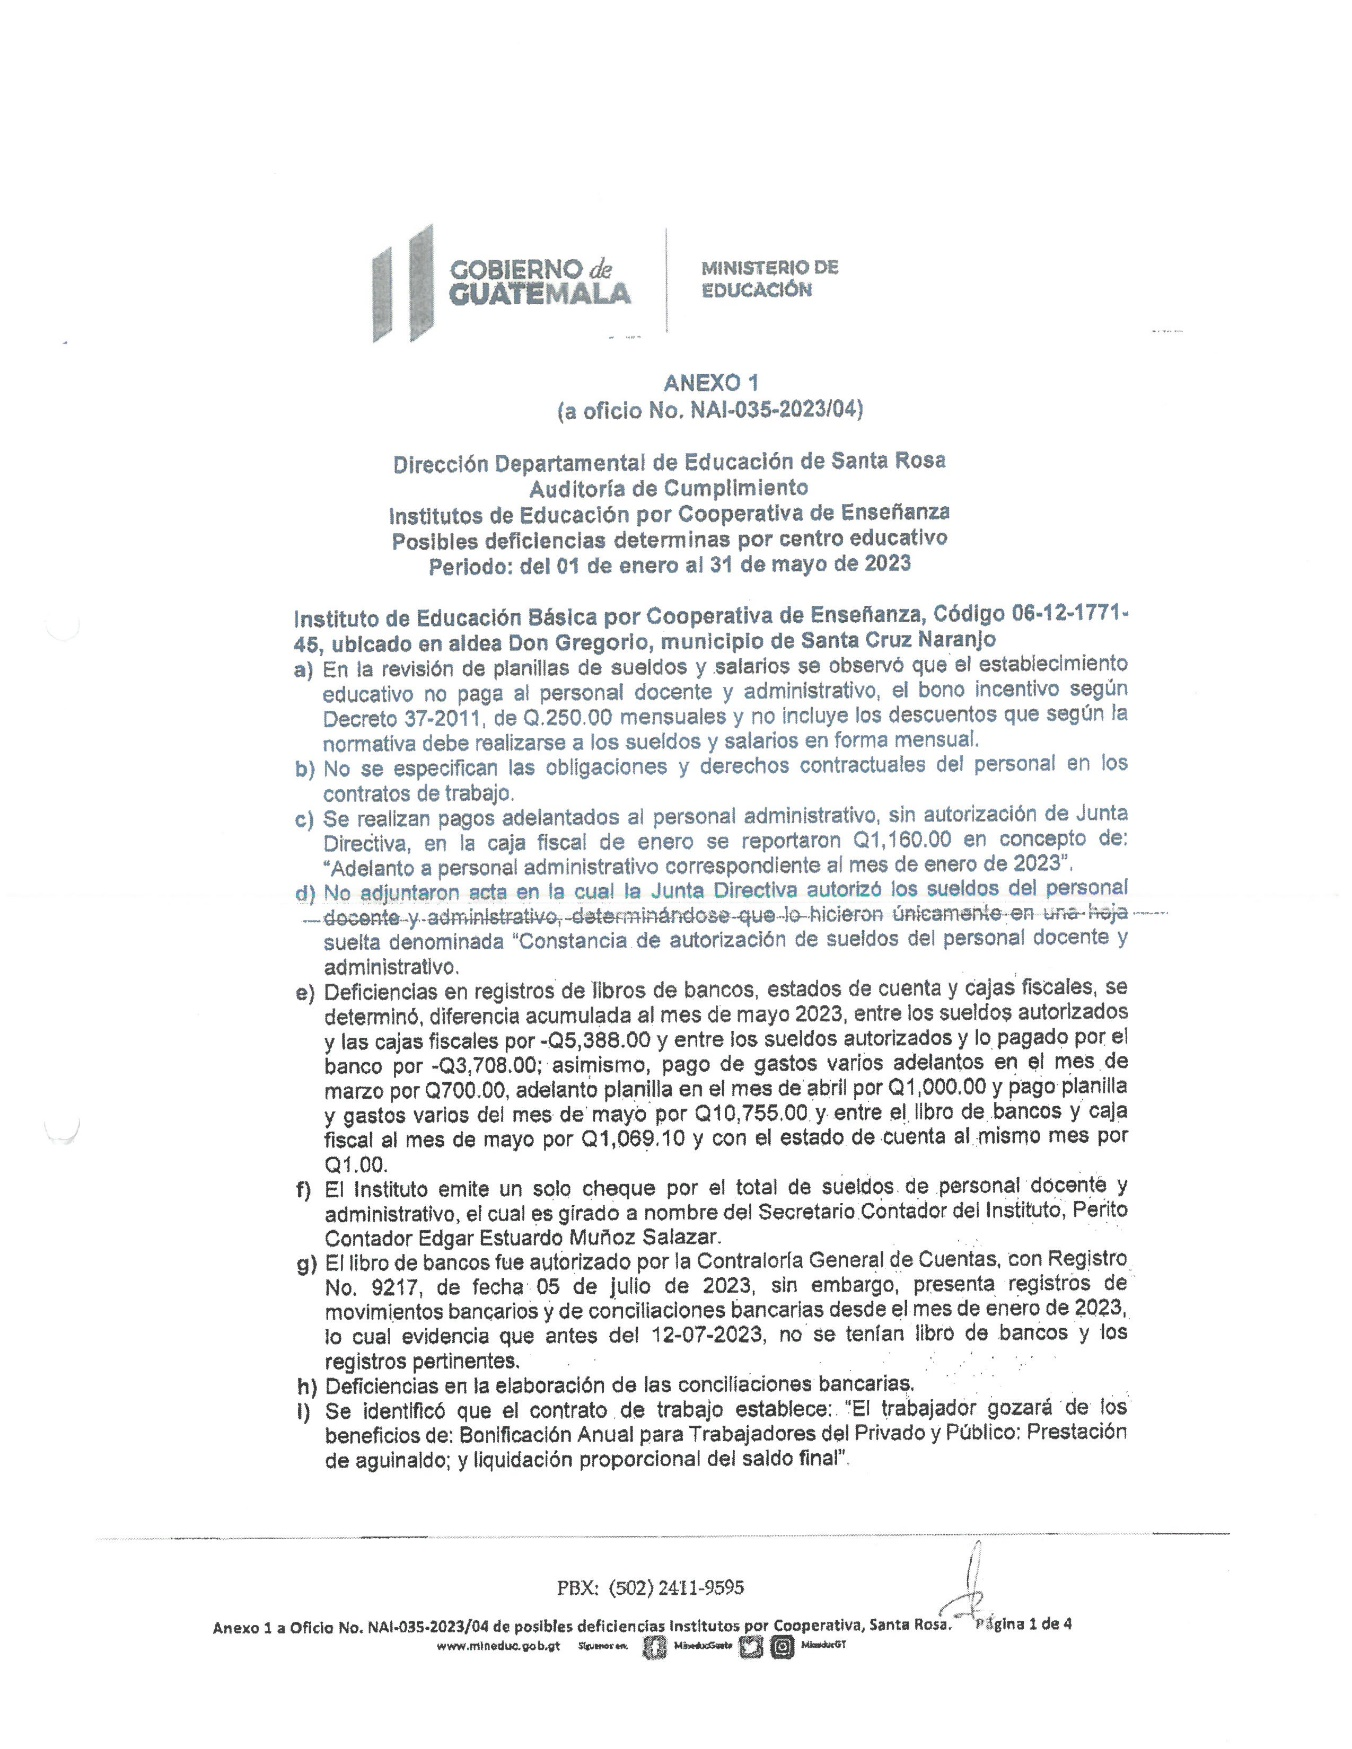 GOBIERNO de
GUATEMALA
MINISTERIO DE
EDUCACIÓN
ANEXO 1
(a oficio No. NAI-035-2023/04)
Dirección Departamental de Educación de Santa Rosa
Auditoría de Cumplimiento
Institutos de Educación por Cooperativa de Enseñanza
Posibles deficiencias determinas por centro educativo
Periodo: del 01 de enero al 31 de mayo de 2023
Instituto de Educación Básica por Cooperativa de Enseñanza, Código 06-12-1771-
45, ubicado en aldea Don Gregorio, municipio de Santa Cruz Naranjo
a) En la revisión de planillas de sueldos y salarios se observó que el establecimiento
educativo no paga al personal docente y administrativo, el bono incentivo según
Decreto 37-2011, de Q.250.00 mensuales y no incluye los descuentos que según la
normativa debe realizarse a los sueldos y salarios en forma mensual.
b) No se especifican las obligaciones y derechos contractuales del personal en los
contratos de trabajo.
c) Se realizan pagos adelantados al personal administrativo, sin autorización de Junta
Directiva, en la caja fiscal de enero se reportaron Q1,160.00 en concepto de:
“Adelanto a personal administrativo correspondiente al mes de enero de 2023”.
d) No adjuntaron acta en la cual la Junta Directiva autorizó los sueldos del personal
docente y administrativo, determinándose que lo hicieron únicamente en una hoja
suelta denominada “Constancia de autorización de sueldos del personal docente y
administrativo.
e) Deficiencias en registros de libros de bancos, estados de cuenta y cajas fiscales, se
determinó, diferencia acumulada al mes de mayo 2023, entre los sueldos autorizados
y las cajas fiscales por -Q5,388.00 y entre los sueldos autorizados y lo pagado por el
banco por -Q3,708.00; asimismo, pago de gastos varios adelantos en el mes de
marzo por Q700.00, adelanto planilla en el mes de abril por Q1,000.00 y pago planilla
y gastos varios del mes de mayo por Q10,755.00 y entre el libro de bancos y caja
fiscal al mes de mayo por Q1,069.10 y con el estado de cuenta al mismo mes por
Q1.00.
f) El Instituto emite un solo cheque por el total de sueldos de personal docente y
administrativo, el cual es girado a nombre del Secretario Contador del Instituto, Perito
Contador Edgar Estuardo Muñoz Salazar.
g) El libro de bancos fue autorizado por la Contraloría General de Cuentas, con Registro
No. 9217, de fecha 05 de julio de 2023, sin embargo, presenta registros de
movimientos bancarios y de conciliaciones bancarias desde el mes de enero de 2023,
lo cual evidencia que antes del 12-07-2023, no se tenían libro de bancos y los
registros pertinentes.
h) Deficiencias en la elaboración de las conciliaciones bancarias.
i) Se identificó que el contrato de trabajo establece: “El trabajador gozará de los
beneficios de: Bonificación Anual para Trabajadores del Privado y Público: Prestación
de aguinaldo; y liquidación proporcional del saldo final”.
PBX: (502) 2411-9595
Anexo 1 a Oficio No. NAI-035-2023/04 de posibles deficiencias Institutos por Cooperativa, Santa Rosa. Página 1 de 4
www.mineduc.gob.gt Síguenos en: MineducGuate MineducGT